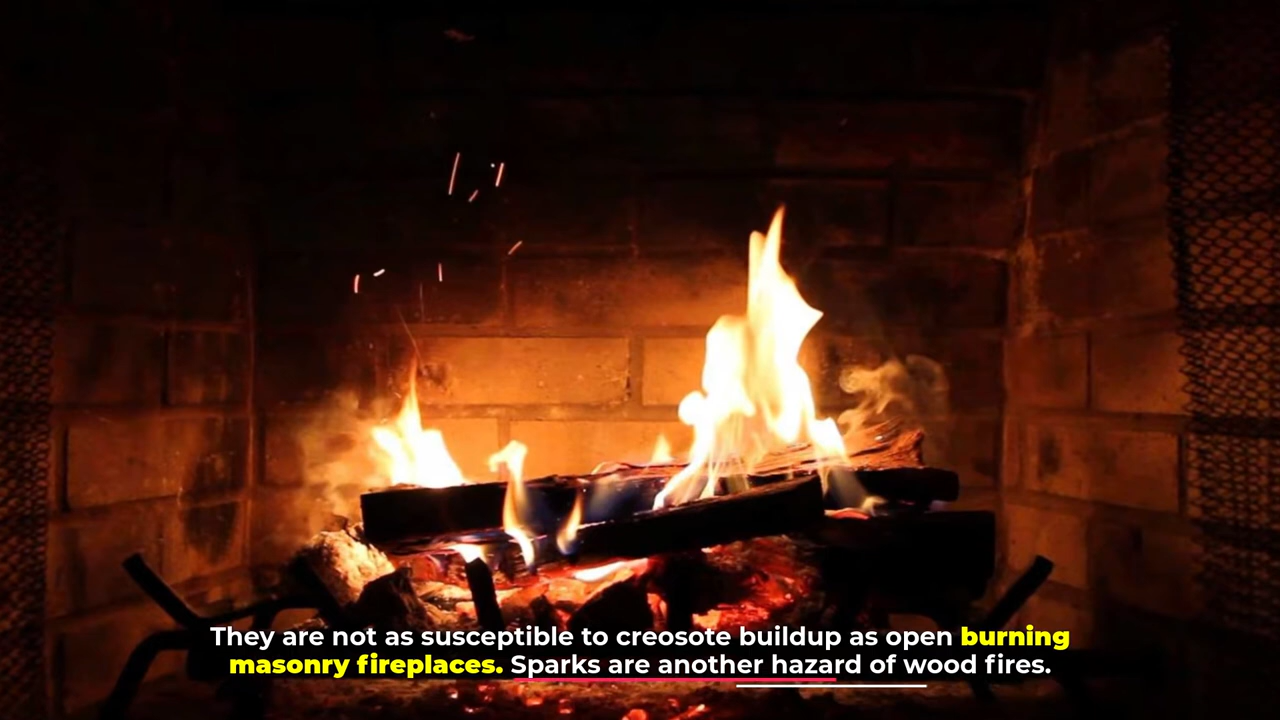 They are not as susceptible to creosote buildup as open burning
masonry fireplaces. Sparks are another hazard of wood fires.